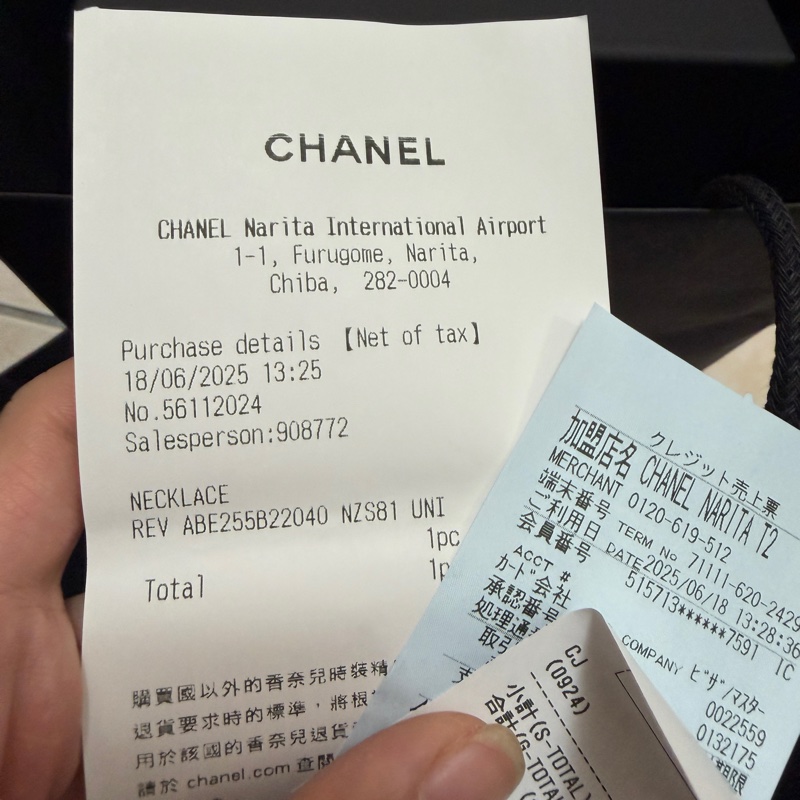 CHANEL
CHANEL Narita International Airport
1-1, Furugome, Narita,
Chiba, 282-0004
Purchase details 【Net of tax】
18/06/2025 13:25
No.56112024
Salesperson:908772
NECKLACE
REV ABE255B22040 NZS81 UNI
1pc
Total
購買國以外的香奈兒時裝精
退貨要求時的標準，將根
用於該國的香奈兒退貨
請於 chanel.com 查閱
クレジット売上票
加盟店名 CHANEL NARITA T2
MERCHANT 0120-619-512
端末番号 TERM No 71111-620-2429
ご利用日 DATE 2025/06/18 13:28:36
会員番号 515713******7591 IC
ACCT #
カード会社 COMPANY ビザ/マスター
承認番号 0022559
処理通番 0132175
取引
CJ
(0924)
小計(S-TOTAL)
合計(G-TOTAL)